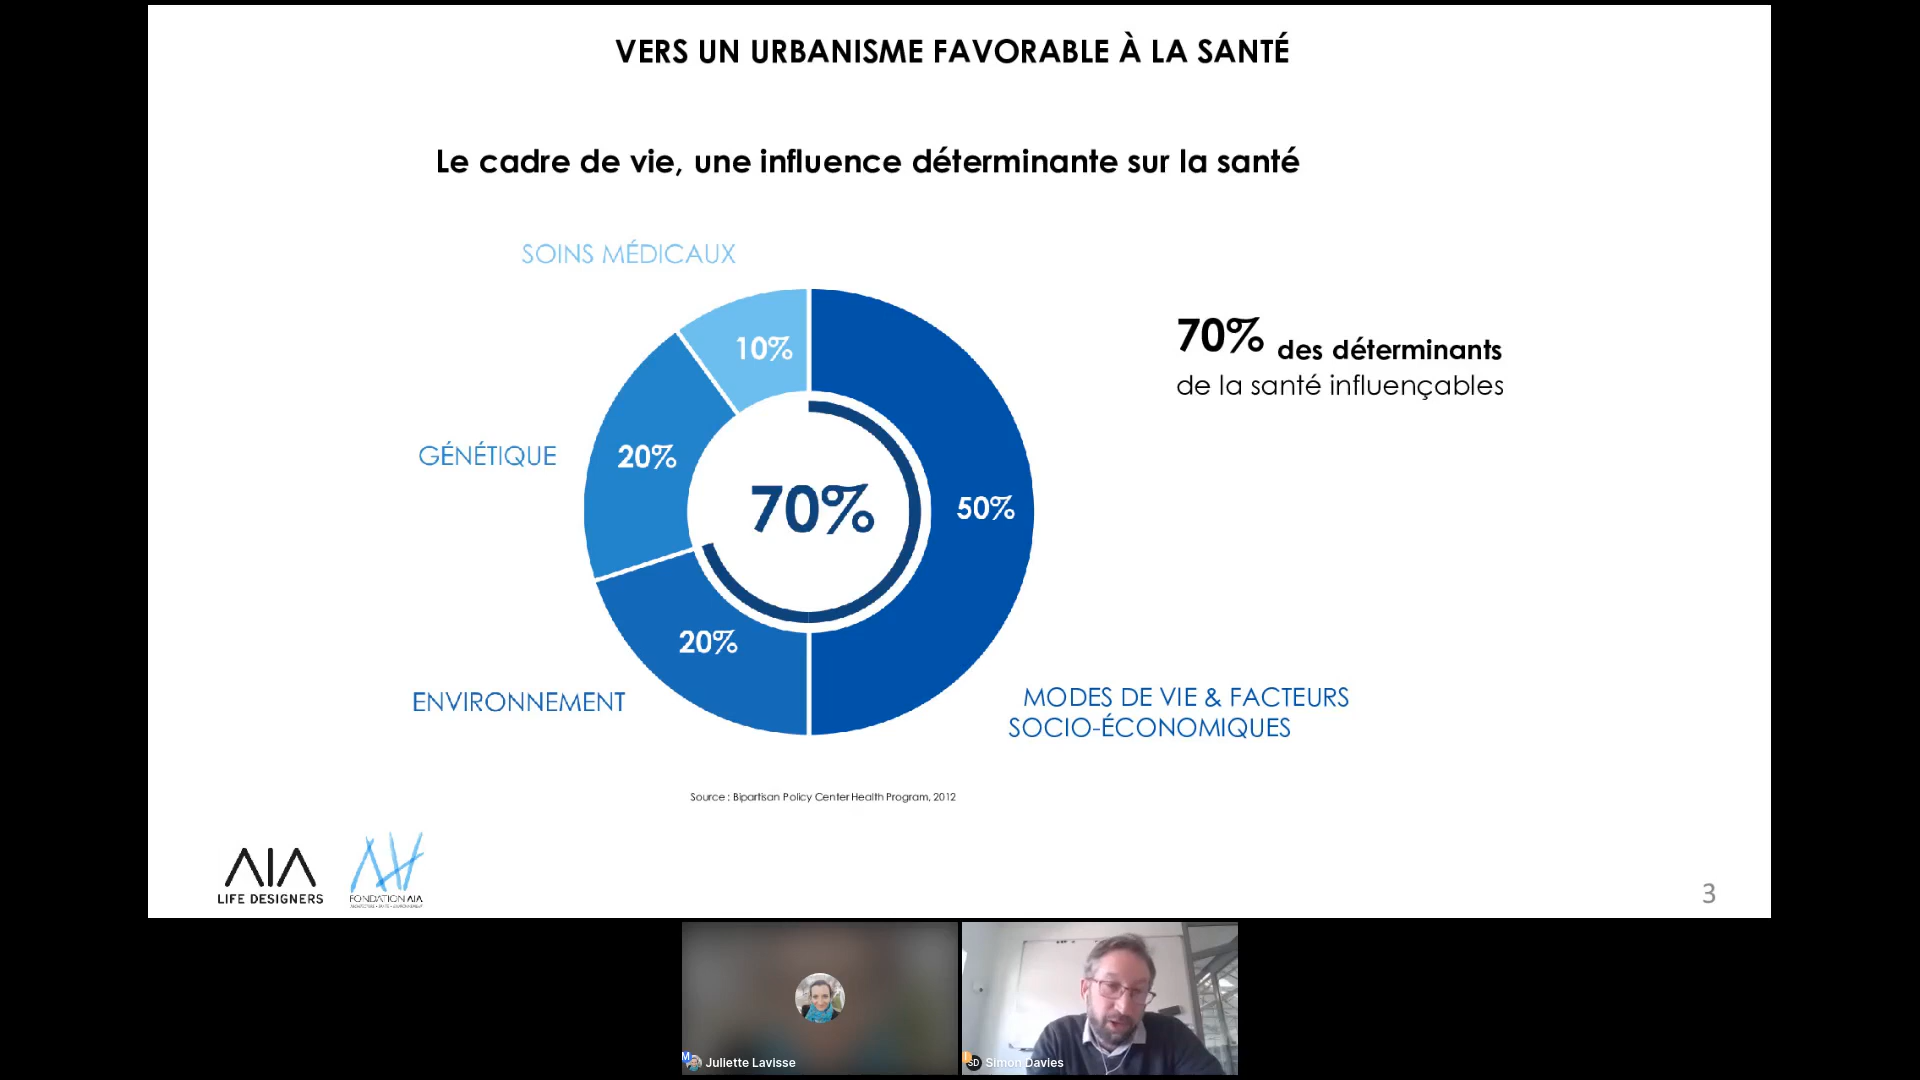 VERS UN URBANISME FAVORABLE À LA SANTÉ
Le cadre de vie, une influence déterminante sur la santé
SOINS MÉDICAUX
10%
70% des déterminants
de la santé influençables
GÉNÉTIQUE
20%
70%
50%
20%
ENVIRONNEMENT
MODES DE VIE & FACTEURS
SOCIO-ÉCONOMIQUES
Source : Bipartisan Policy Center Health Program, 2012
AIA
LIFE DESIGNERS
FONDATION AIA
3
M
Juliette Lavisse
SD
Simon Davies